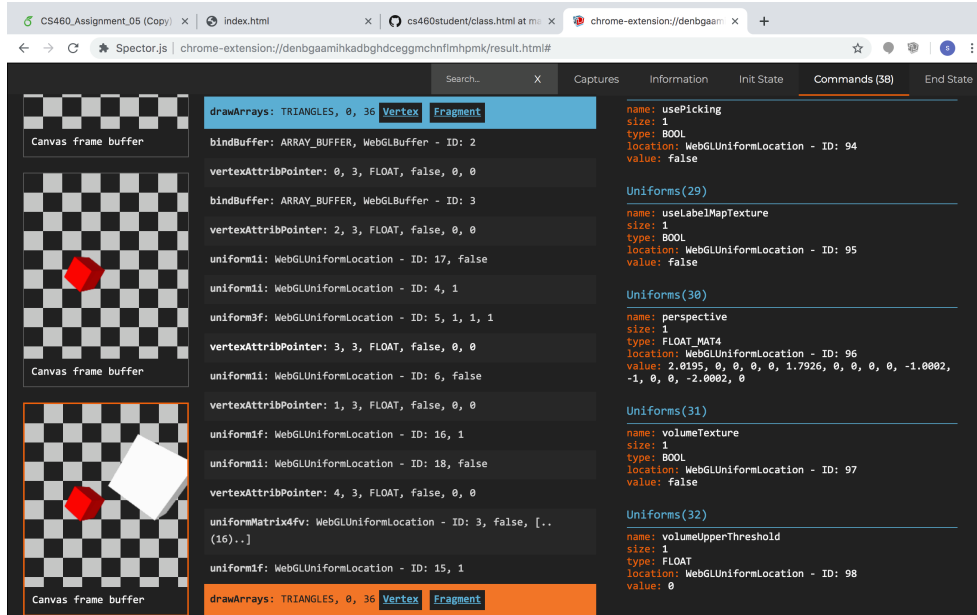 CS460_Assignment_05 (Copy)
index.html
cs460student/class.html at ma
chrome-extension://denbgaam
Spector.js | chrome-extension://denbgaamihkadbghdceggmchnflmhpmk/result.html#
S
Search...
X
Captures
Information
Init State
Commands (38)
End State
Canvas frame buffer
Canvas frame buffer
Canvas frame buffer
drawArrays: TRIANGLES, 0, 36 Vertex Fragment
bindBuffer: ARRAY_BUFFER, WebGLBuffer - ID: 2
vertexAttribPointer: 0, 3, FLOAT, false, 0, 0
bindBuffer: ARRAY_BUFFER, WebGLBuffer - ID: 3
vertexAttribPointer: 2, 3, FLOAT, false, 0, 0
uniform1i: WebGLUniformLocation - ID: 17, false
uniform1i: WebGLUniformLocation - ID: 4, 1
uniform3f: WebGLUniformLocation - ID: 5, 1, 1, 1
vertexAttribPointer: 3, 3, FLOAT, false, 0, 0
uniform1i: WebGLUniformLocation - ID: 6, false
vertexAttribPointer: 1, 3, FLOAT, false, 0, 0
uniform1f: WebGLUniformLocation - ID: 16, 1
uniform1i: WebGLUniformLocation - ID: 18, false
vertexAttribPointer: 4, 3, FLOAT, false, 0, 0
uniformMatrix4fv: WebGLUniformLocation - ID: 3, false, [..
(16)..]
uniform1f: WebGLUniformLocation - ID: 15, 1
drawArrays: TRIANGLES, 0, 36 Vertex Fragment
name: usePicking
size: 1
type: BOOL
location: WebGLUniformLocation - ID: 94
value: false
Uniforms(29)
name: useLabelMapTexture
size: 1
type: BOOL
location: WebGLUniformLocation - ID: 95
value: false
Uniforms(30)
name: perspective
size: 1
type: FLOAT_MAT4
location: WebGLUniformLocation - ID: 96
value: 2.0195, 0, 0, 0, 0, 1.7926, 0, 0, 0, 0, -1.0002,
-1, 0, 0, -2.0002, 0
Uniforms(31)
name: volumeTexture
size: 1
type: BOOL
location: WebGLUniformLocation - ID: 97
value: false
Uniforms(32)
name: volumeUpperThreshold
size: 1
type: FLOAT
location: WebGLUniformLocation - ID: 98
value: 0